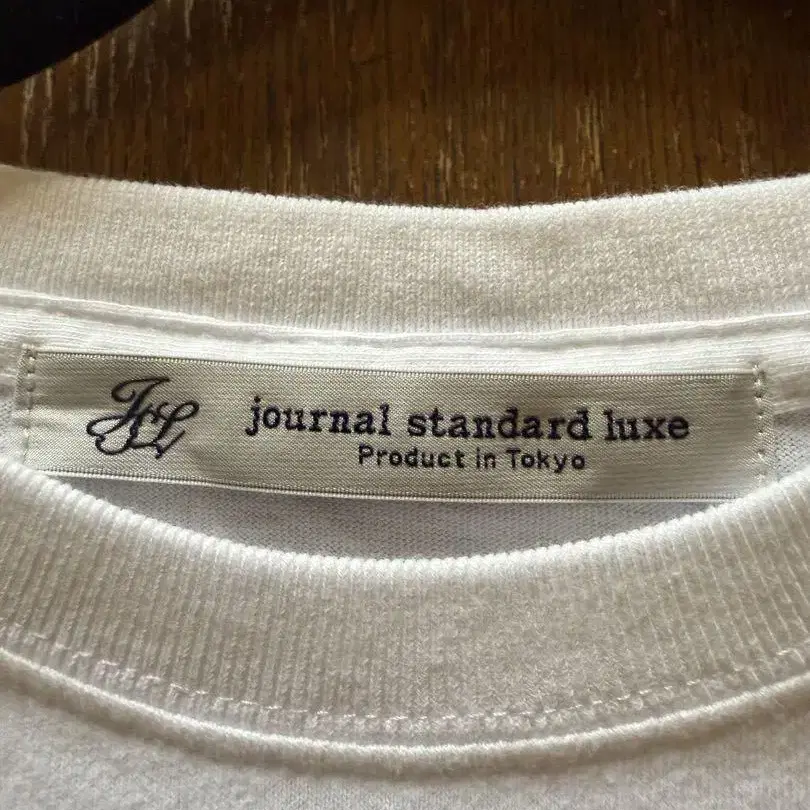 JSL
journal standard luxe
Product in Tokyo